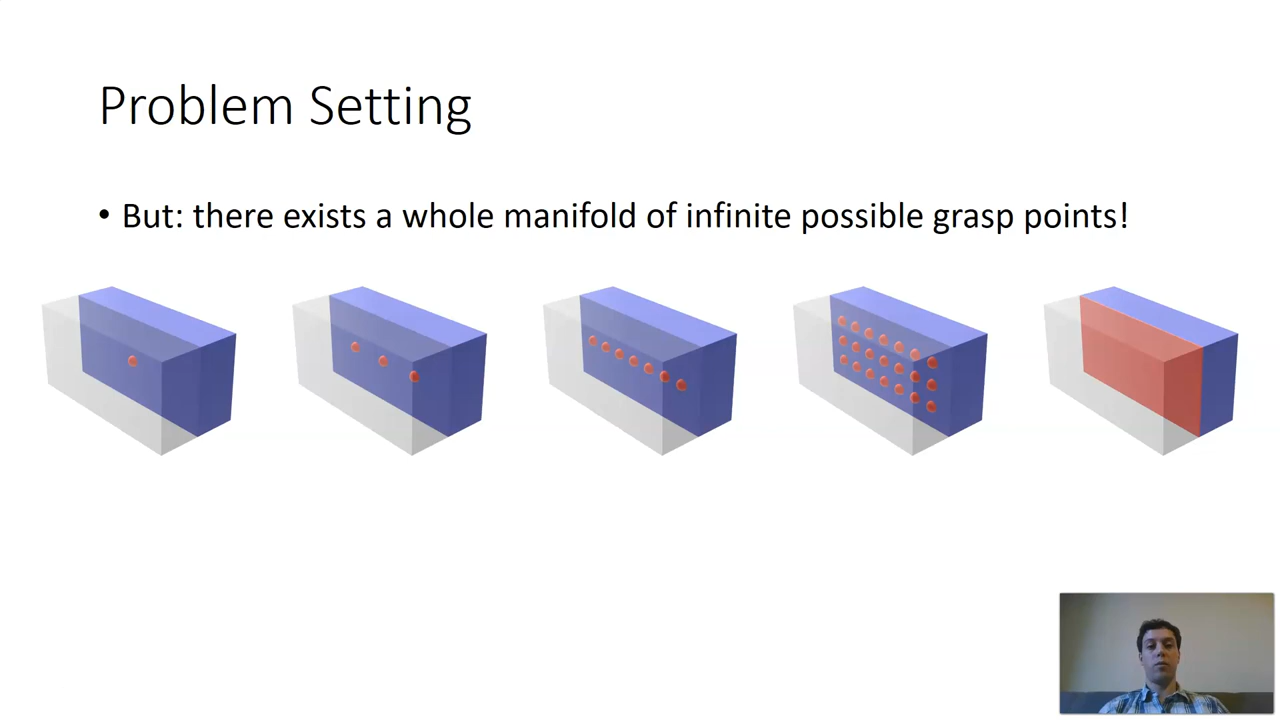 Problem Setting
• But: there exists a whole manifold of infinite possible grasp points!